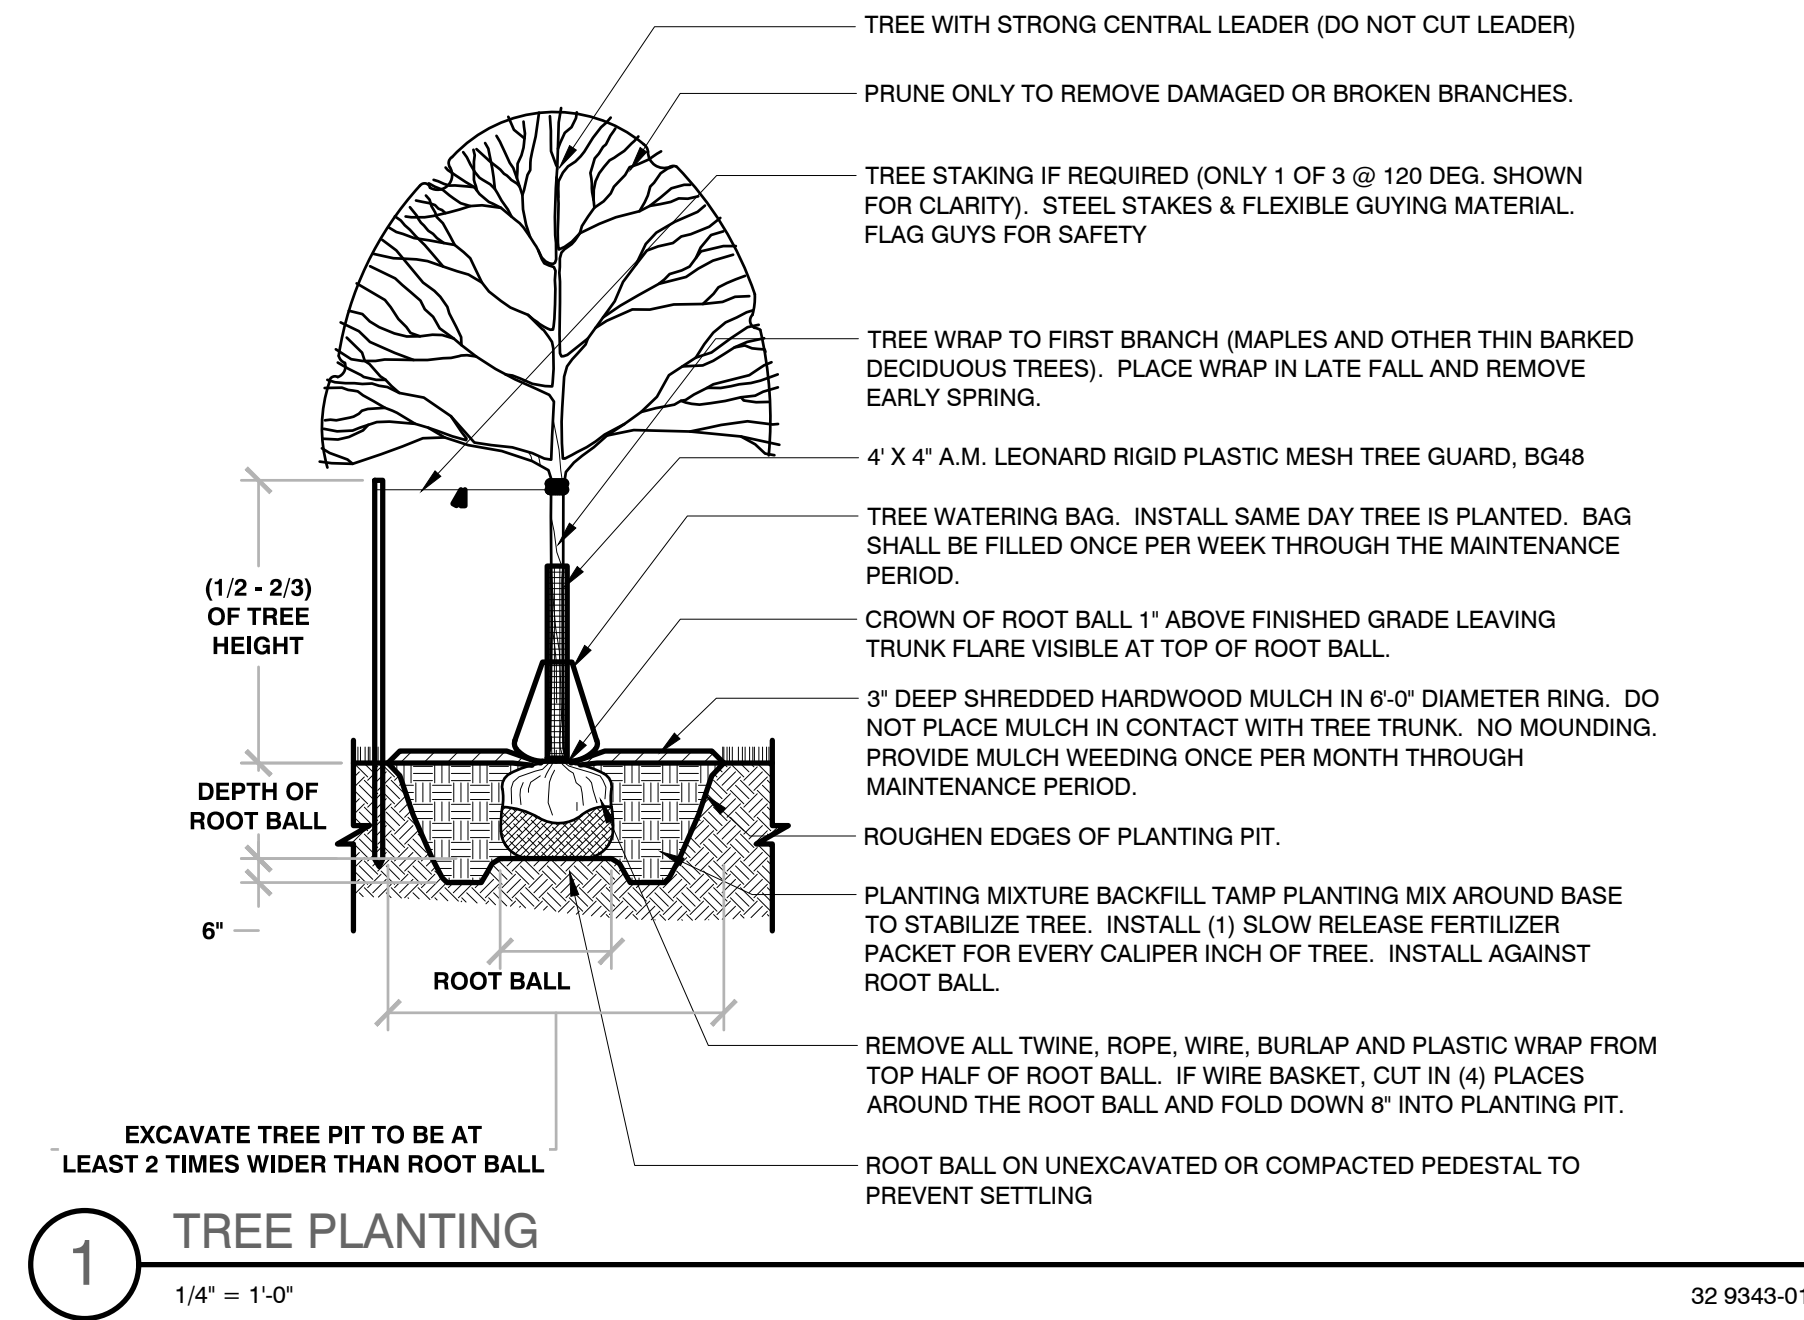 TREE WITH STRONG CENTRAL LEADER (DO NOT CUT LEADER)
PRUNE ONLY TO REMOVE DAMAGED OR BROKEN BRANCHES.
TREE STAKING IF REQUIRED (ONLY 1 OF 3 @ 120 DEG. SHOWN
FOR CLARITY). STEEL STAKES & FLEXIBLE GUYING MATERIAL.
FLAG GUYS FOR SAFETY
TREE WRAP TO FIRST BRANCH (MAPLES AND OTHER THIN BARKED
DECIDUOUS TREES). PLACE WRAP IN LATE FALL AND REMOVE
EARLY SPRING.
4' X 4" A.M. LEONARD RIGID PLASTIC MESH TREE GUARD, BG48
TREE WATERING BAG. INSTALL SAME DAY TREE IS PLANTED. BAG
SHALL BE FILLED ONCE PER WEEK THROUGH THE MAINTENANCE
PERIOD.
CROWN OF ROOT BALL 1" ABOVE FINISHED GRADE LEAVING
TRUNK FLARE VISIBLE AT TOP OF ROOT BALL.
3" DEEP SHREDDED HARDWOOD MULCH IN 6'-0" DIAMETER RING. DO
NOT PLACE MULCH IN CONTACT WITH TREE TRUNK. NO MOUNDING.
PROVIDE MULCH WEEDING ONCE PER MONTH THROUGH
MAINTENANCE PERIOD.
ROUGHEN EDGES OF PLANTING PIT.
PLANTING MIXTURE BACKFILL TAMP PLANTING MIX AROUND BASE
TO STABILIZE TREE. INSTALL (1) SLOW RELEASE FERTILIZER
PACKET FOR EVERY CALIPER INCH OF TREE. INSTALL AGAINST
ROOT BALL.
REMOVE ALL TWINE, ROPE, WIRE, BURLAP AND PLASTIC WRAP FROM
TOP HALF OF ROOT BALL. IF WIRE BASKET, CUT IN (4) PLACES
AROUND THE ROOT BALL AND FOLD DOWN 8" INTO PLANTING PIT.
ROOT BALL ON UNEXCAVATED OR COMPACTED PEDESTAL TO
PREVENT SETTLING
(1/2 - 2/3)
OF TREE
HEIGHT
DEPTH OF
ROOT BALL
6"
ROOT BALL
EXCAVATE TREE PIT TO BE AT
LEAST 2 TIMES WIDER THAN ROOT BALL
1
TREE PLANTING
1/4" = 1'-0"
32 9343-01